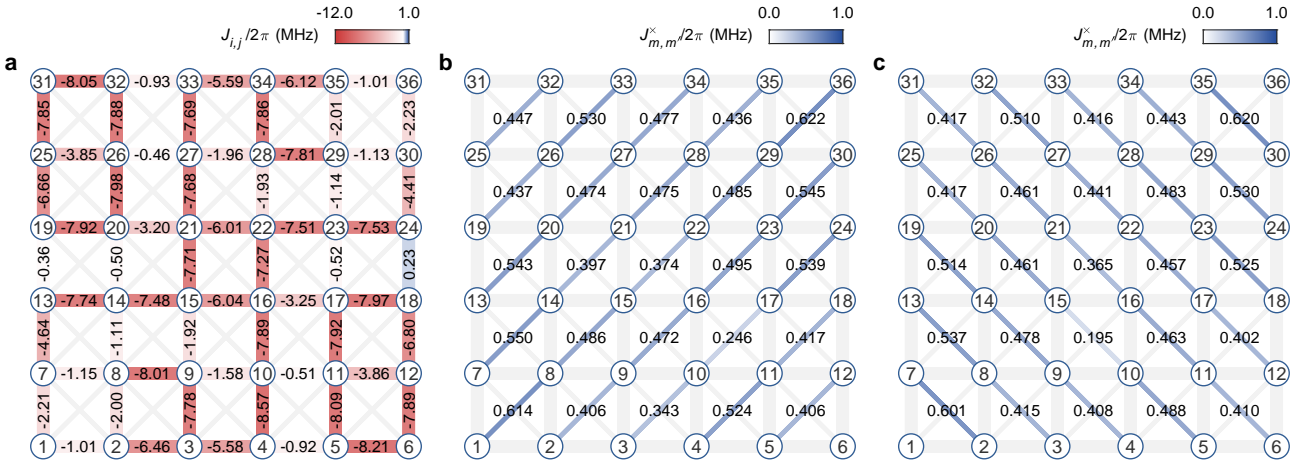 -12.0 1.0
J_{i,j}/2π (MHz)
0.0 1.0
J^{×}_{m,m′}/2π (MHz)
0.0 1.0
J^{×}_{m,m′}/2π (MHz)
a
31 -8.05 32 -0.93 33 -5.59 34 -6.12 35 -1.01 36
-7.85 -7.88 -7.69 -7.86 -2.01 -2.23
25 -3.85 26 -0.46 27 -1.96 28 -7.81 29 -1.13 30
-6.66 -7.98 -7.68 -1.93 -1.14 -4.41
19 -7.92 20 -3.20 21 -6.01 22 -7.51 23 -7.53 24
-0.36 -0.50 -7.71 -7.27 -0.52 0.23
13 -7.74 14 -7.48 15 -6.04 16 -3.25 17 -7.97 18
-4.64 -1.11 -1.92 -7.89 -7.92 -6.80
7 -1.15 8 -8.01 9 -1.58 10 -0.51 11 -3.86 12
-2.21 -2.00 -7.78 -8.57 -8.09 -7.89
1 -1.01 2 -6.46 3 -5.58 4 -0.92 5 -8.21 6
b
31 32 33 34 35 36
0.447 0.530 0.477 0.436 0.622
25 26 27 28 29 30
0.437 0.474 0.475 0.485 0.545
19 20 21 22 23 24
0.543 0.397 0.374 0.495 0.539
13 14 15 16 17 18
0.550 0.486 0.472 0.246 0.417
7 8 9 10 11 12
0.614 0.406 0.343 0.524 0.406
1 2 3 4 5 6
c
31 32 33 34 35 36
0.417 0.510 0.416 0.443 0.620
25 26 27 28 29 30
0.417 0.461 0.441 0.483 0.530
19 20 21 22 23 24
0.514 0.461 0.365 0.457 0.525
13 14 15 16 17 18
0.537 0.478 0.195 0.463 0.402
7 8 9 10 11 12
0.601 0.415 0.408 0.488 0.410
1 2 3 4 5 6